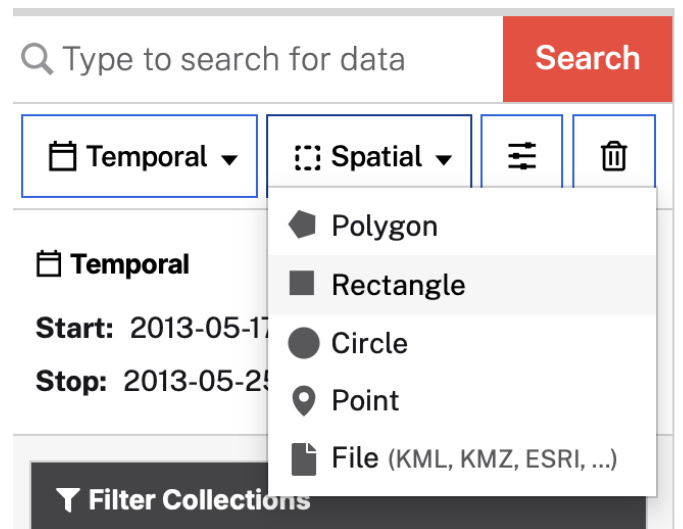 Type to search for data
Search
Temporal
Spatial
Polygon
Rectangle
Circle
Point
File (KML, KMZ, ESRI, ...)
Temporal
Start: 2013-05-17
Stop: 2013-05-25
Filter Collections